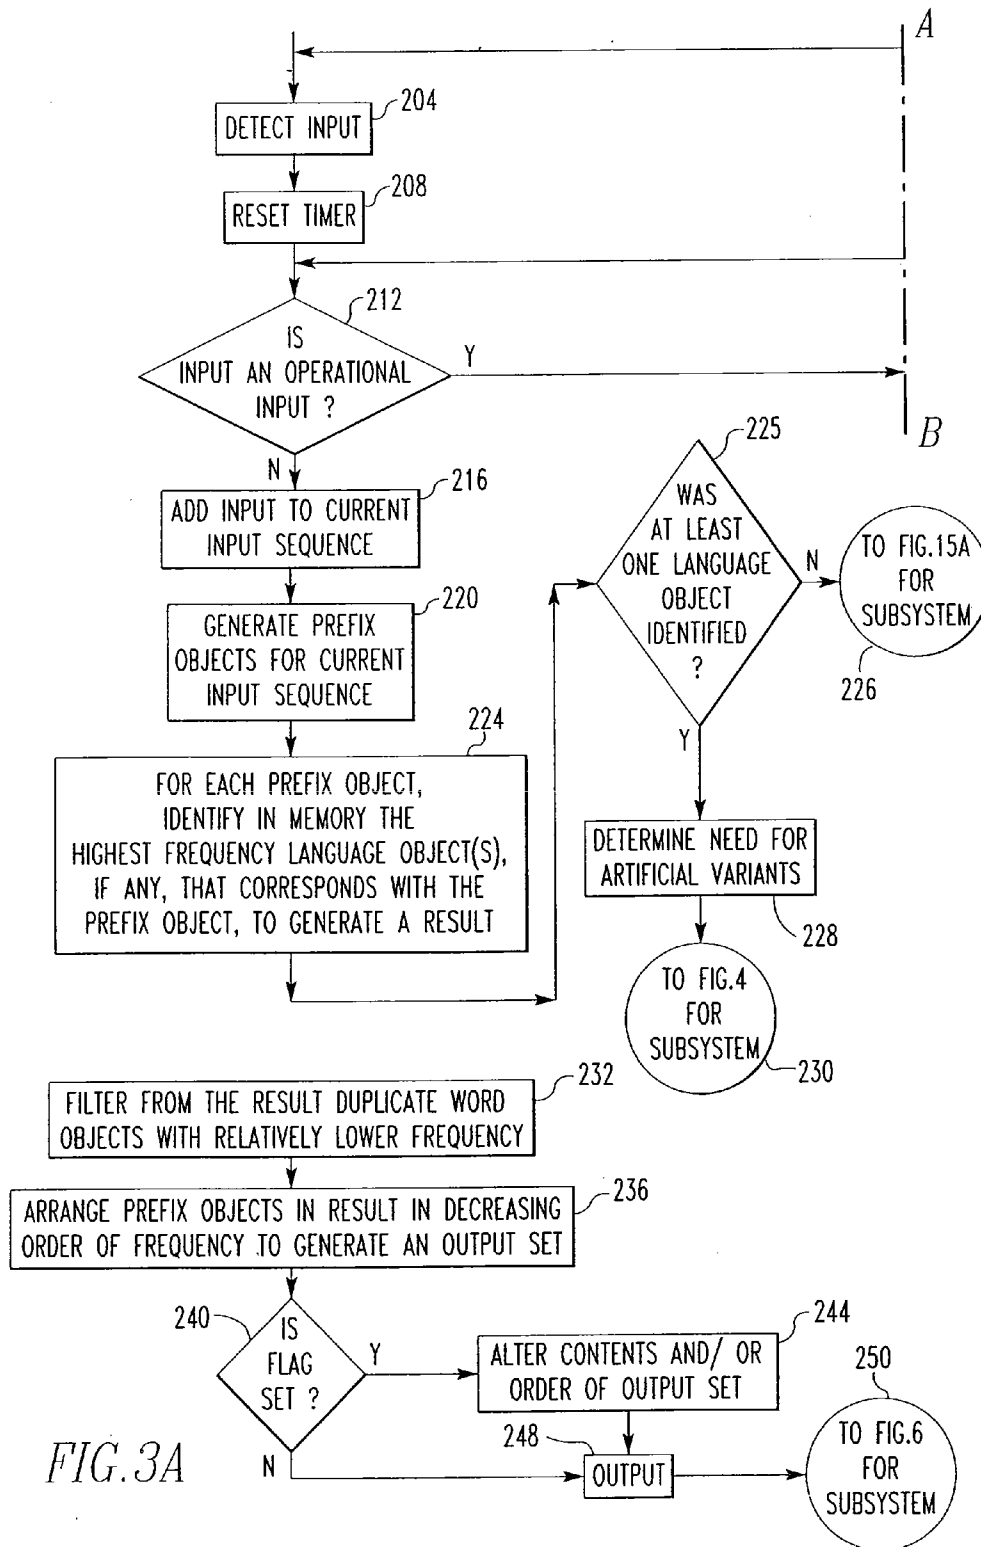 A
204
DETECT INPUT
208
RESET TIMER
212
IS
INPUT AN OPERATIONAL
INPUT ?
Y
B
N
216
ADD INPUT TO CURRENT
INPUT SEQUENCE
220
GENERATE PREFIX
OBJECTS FOR CURRENT
INPUT SEQUENCE
224
FOR EACH PREFIX OBJECT,
IDENTIFY IN MEMORY THE
HIGHEST FREQUENCY LANGUAGE OBJECT(S),
IF ANY, THAT CORRESPONDS WITH THE
PREFIX OBJECT, TO GENERATE A RESULT
225
WAS
AT LEAST
ONE LANGUAGE
OBJECT
IDENTIFIED
?
N
TO FIG.15A
FOR
SUBSYSTEM
226
Y
DETERMINE NEED FOR
ARTIFICIAL VARIANTS
228
TO FIG.4
FOR
SUBSYSTEM
230
232
FILTER FROM THE RESULT DUPLICATE WORD
OBJECTS WITH RELATIVELY LOWER FREQUENCY
236
ARRANGE PREFIX OBJECTS IN RESULT IN DECREASING
ORDER OF FREQUENCY TO GENERATE AN OUTPUT SET
240
IS
FLAG
SET ?
Y
244
ALTER CONTENTS AND/ OR
ORDER OF OUTPUT SET
N
248
OUTPUT
250
TO FIG.6
FOR
SUBSYSTEM
FIG.3A